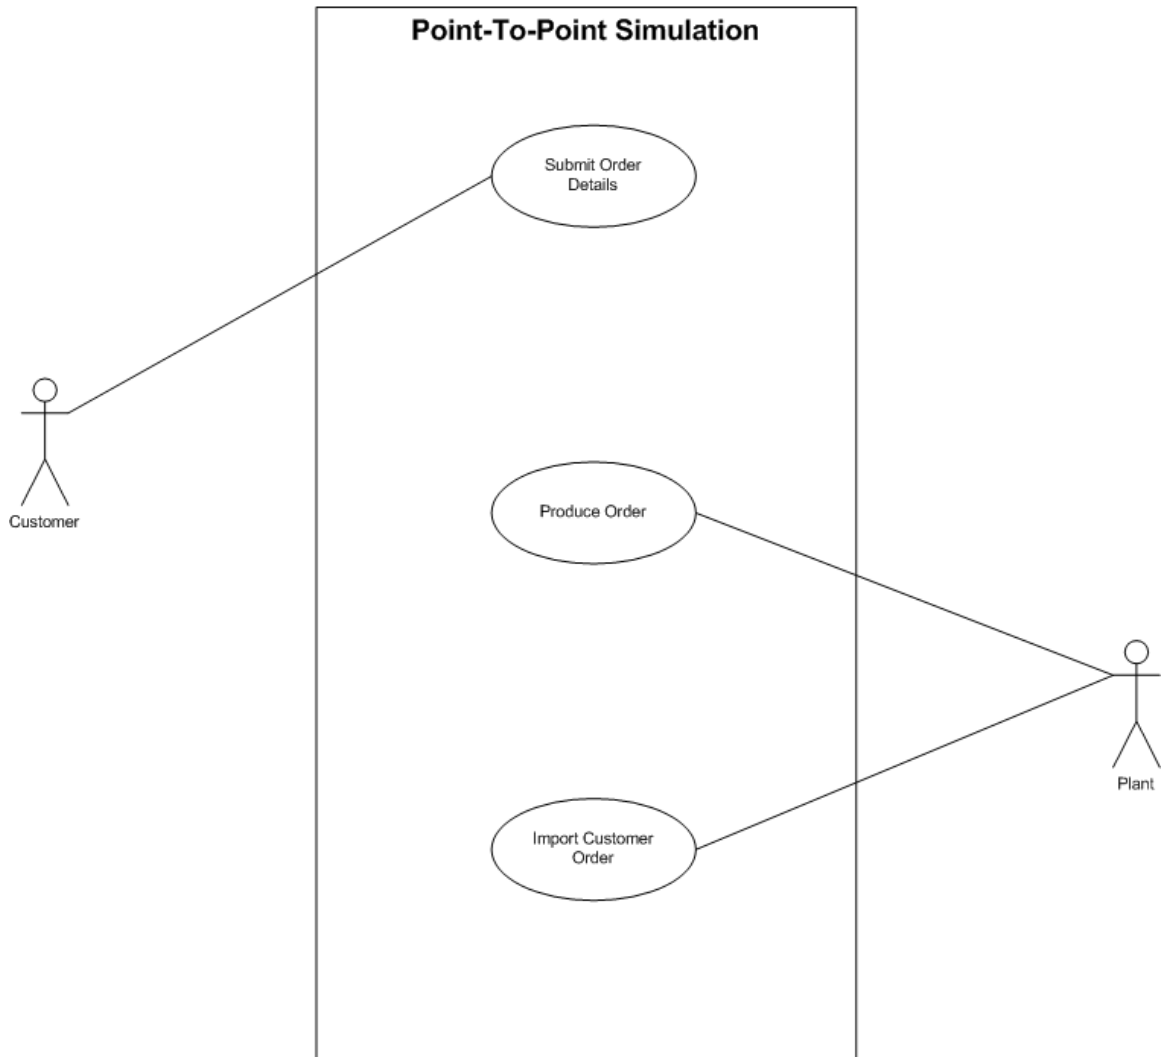 Point-To-Point Simulation
Submit Order
Details
Customer
Produce Order
Plant
Import Customer
Order